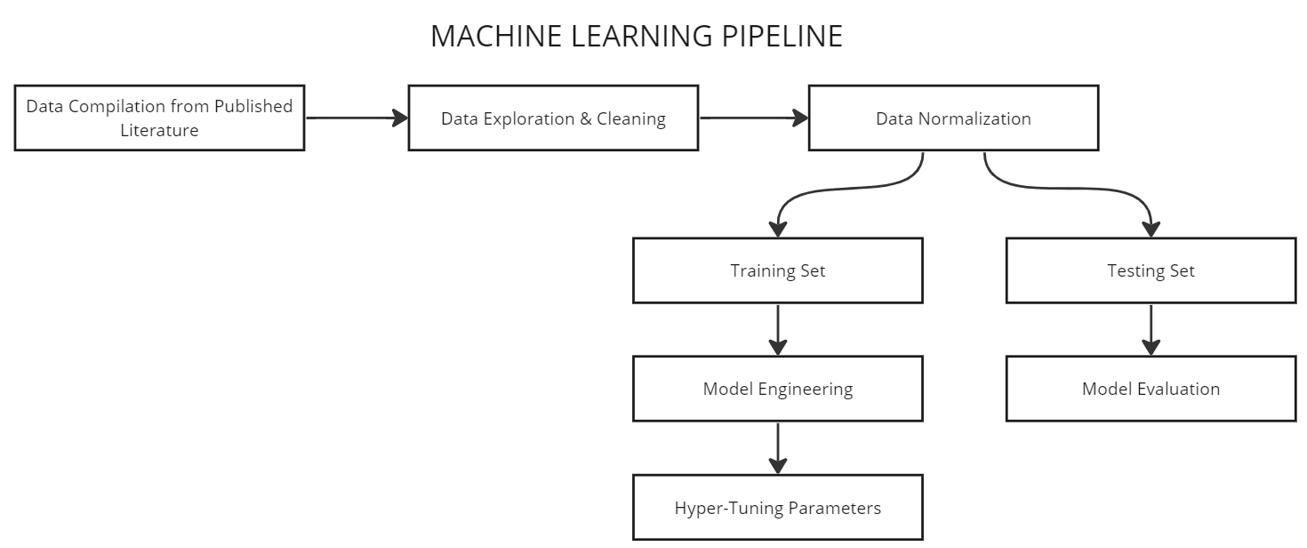 MACHINE LEARNING PIPELINE
Data Compilation from Published
Literature
Data Exploration & Cleaning
Data Normalization
Training Set
Testing Set
Model Engineering
Model Evaluation
Hyper-Tuning Parameters